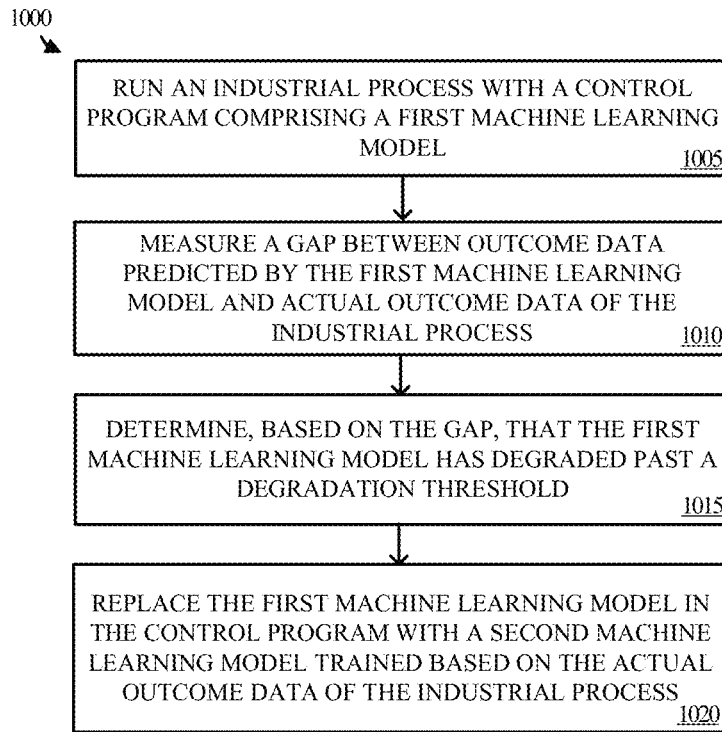 1000
RUN AN INDUSTRIAL PROCESS WITH A CONTROL
PROGRAM COMPRISING A FIRST MACHINE LEARNING
MODEL
1005
MEASURE A GAP BETWEEN OUTCOME DATA
PREDICTED BY THE FIRST MACHINE LEARNING
MODEL AND ACTUAL OUTCOME DATA OF THE
INDUSTRIAL PROCESS
1010
DETERMINE, BASED ON THE GAP, THAT THE FIRST
MACHINE LEARNING MODEL HAS DEGRADED PAST A
DEGRADATION THRESHOLD
1015
REPLACE THE FIRST MACHINE LEARNING MODEL IN
THE CONTROL PROGRAM WITH A SECOND MACHINE
LEARNING MODEL TRAINED BASED ON THE ACTUAL
OUTCOME DATA OF THE INDUSTRIAL PROCESS
1020